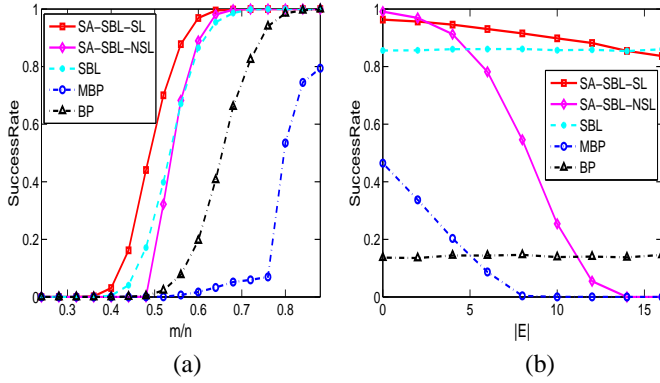 SuccessRate
1
0.8
0.6
0.4
0.2
0
SA-SBL-SL
SA-SBL-NSL
SBL
MBP
BP
0.3 0.4 0.5 0.6 0.7 0.8
m/n
(a)
SuccessRate
1
0.8
0.6
0.4
0.2
0
SA-SBL-SL
SA-SBL-NSL
SBL
MBP
BP
0 5 10 15
|E|
(b)